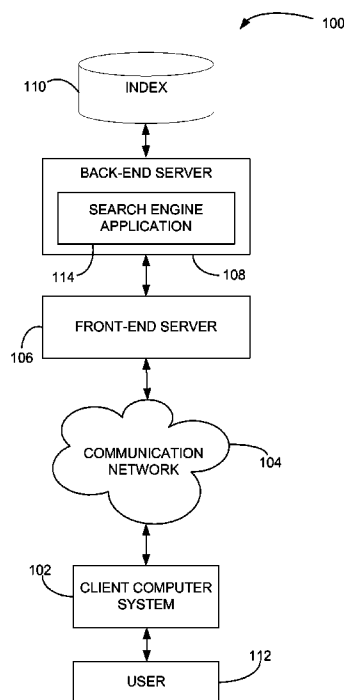 100
110
INDEX
BACK-END SERVER
SEARCH ENGINE
APPLICATION
114
108
FRONT-END SERVER
106
COMMUNICATION
NETWORK
104
102
CLIENT COMPUTER
SYSTEM
112
USER